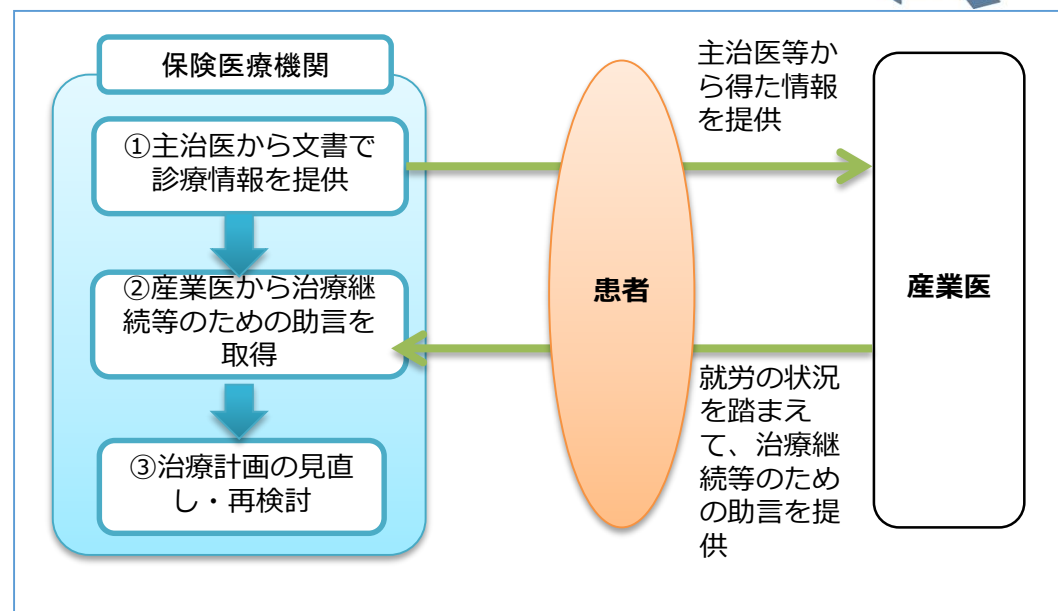 保険医療機関
①主治医から文書で
診療情報を提供
②産業医から治療継
続等のための助言を
取得
③治療計画の見直
し・再検討
患者
主治医等か
ら得た情報
を提供
就労の状況
を踏まえ
て、治療継
続等のため
の助言を提
供
産業医